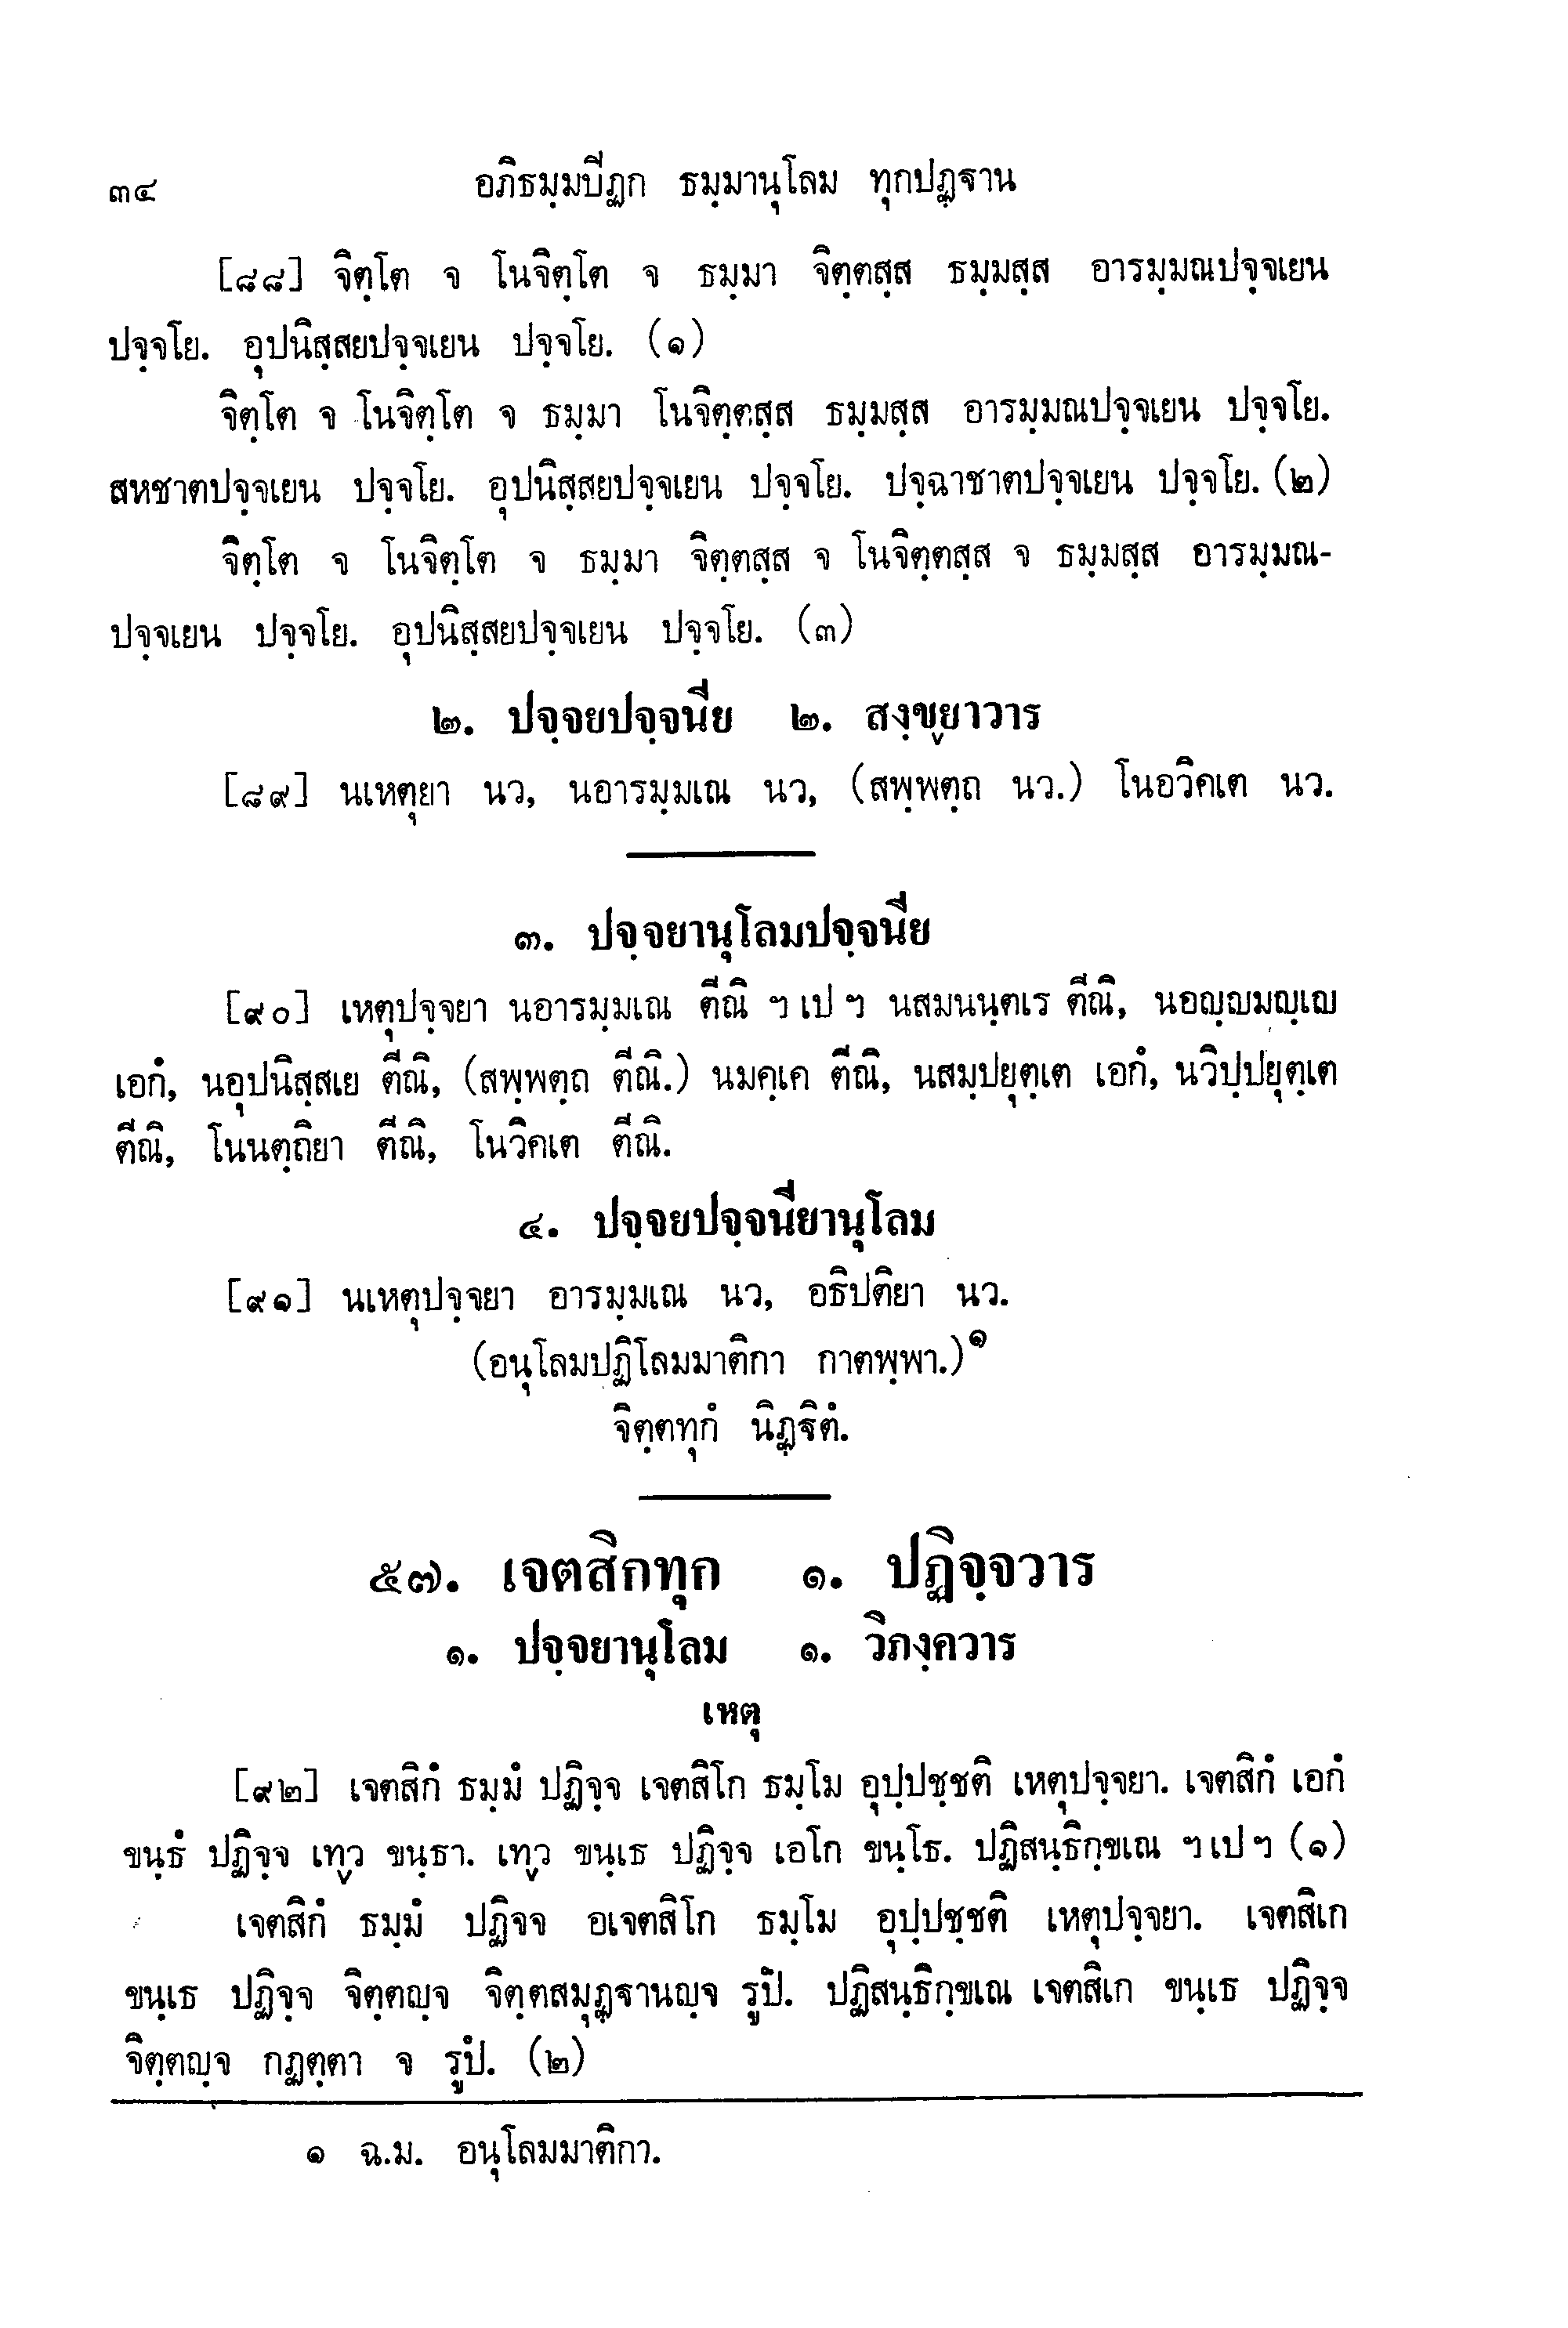 ๓๔ อภิธมฺมปีฏก ธมฺมานุโลม ทุกปฏฺฐาน
[๘๘] จิตฺโต จ โนจิตฺโต จ ธมฺมา จิตฺตสฺส ธมฺมสฺส อารมฺมณปจฺจเยน
ปจฺจโย. อุปนิสฺสยปจฺจเยน ปจฺจโย. (๑)
จิตฺโต จ โนจิตฺโต จ ธมฺมา โนจิตฺตสฺส ธมฺมสฺส อารมฺมณปจฺจเยน ปจฺจโย.
สหชาตปจฺจเยน ปจฺจโย. อุปนิสฺสยปจฺจเยน ปจฺจโย. ปจฺฉาชาตปจฺจเยน ปจฺจโย. (๒)
จิตฺโต จ โนจิตฺโต จ ธมฺมา จิตฺตสฺส จ โนจิตฺตสฺส จ ธมฺมสฺส อารมฺมณ-
ปจฺจเยน ปจฺจโย. อุปนิสฺสยปจฺจเยน ปจฺจโย. (๓)
๒. ปจฺจยปจฺจนีย ๒. สงฺขฺยาวาร
[๘๙] นเหตุยา นว, นอารมฺมเณ นว, (สพฺพตฺถ นว.) โนอวิคเต นว.
๓. ปจฺจยานุโลมปจฺจนีย
[๙๐] เหตุปจฺจยา นอารมฺมเณ ตีณิ ฯ เป ฯ นสมนนฺตเร ตีณิ, นอญฺญมญฺเญ
เอกํ, นอุปนิสฺสเย ตีณิ, (สพฺพตฺถ ตีณิ.) นมคฺเค ตีณิ, นสมฺปยุตฺเต เอกํ, นวิปฺปยุตฺเต
ตีณิ, โนนตฺถิยา ตีณิ, โนวิคเต ตีณิ.
๔. ปจฺจยปจฺจนียานุโลม
[๙๑] นเหตุปจฺจยา อารมฺมเณ นว, อธิปติยา นว.
(อนุโลมปฏิโลมมาติกา กาตพฺพา.)๑
จิตฺตทุกํ นิฏฺฐิตํ.
๕๗. เจตสิกทุก ๑. ปฏิจฺจวาร
๑. ปจฺจยานุโลม ๑. วิภงฺควาร
เหตุ
[๙๒] เจตสิกํ ธมฺมํ ปฏิจฺจ เจตสิโก ธมฺโม อุปฺปชฺชติ เหตุปจฺจยา. เจตสิกํ เอกํ
ขนฺธํ ปฏิจฺจ เทฺว ขนฺธา. เทฺว ขนฺเธ ปฏิจฺจ เอโก ขนฺโธ. ปฏิสนฺธิกฺขเณ ฯ เป ฯ (๑)
เจตสิกํ ธมฺมํ ปฏิจจ อเจตสิโก ธมฺโม อุปฺปชฺชติ เหตุปจฺจยา. เจตสิเก
ขนฺเธ ปฏิจฺจ จิตฺตญฺจ จิตฺตสมุฏฺฐานญฺจ รูปํ. ปฏิสนฺธิกฺขเณ เจตสิเก ขนฺเธ ปฏิจฺจ
จิตฺตญฺจ กฏตฺตา จ รูปํ. (๒)
๑ ฉ.ม. อนุโลมมาติกา.